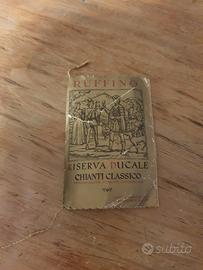 RUFFINO
RISERVA DUCALE
CHIANTI CLASSICO
subito